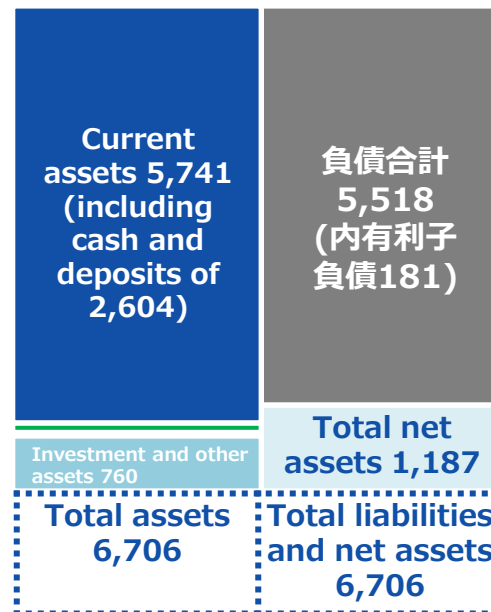 Current
assets 5,741
(including
cash and
deposits of
2,604)
負債合計
5,518
(内有利子
負債181)
Investment and other
assets 760
Total net
assets 1,187
Total assets
6,706
Total liabilities
and net assets
6,706